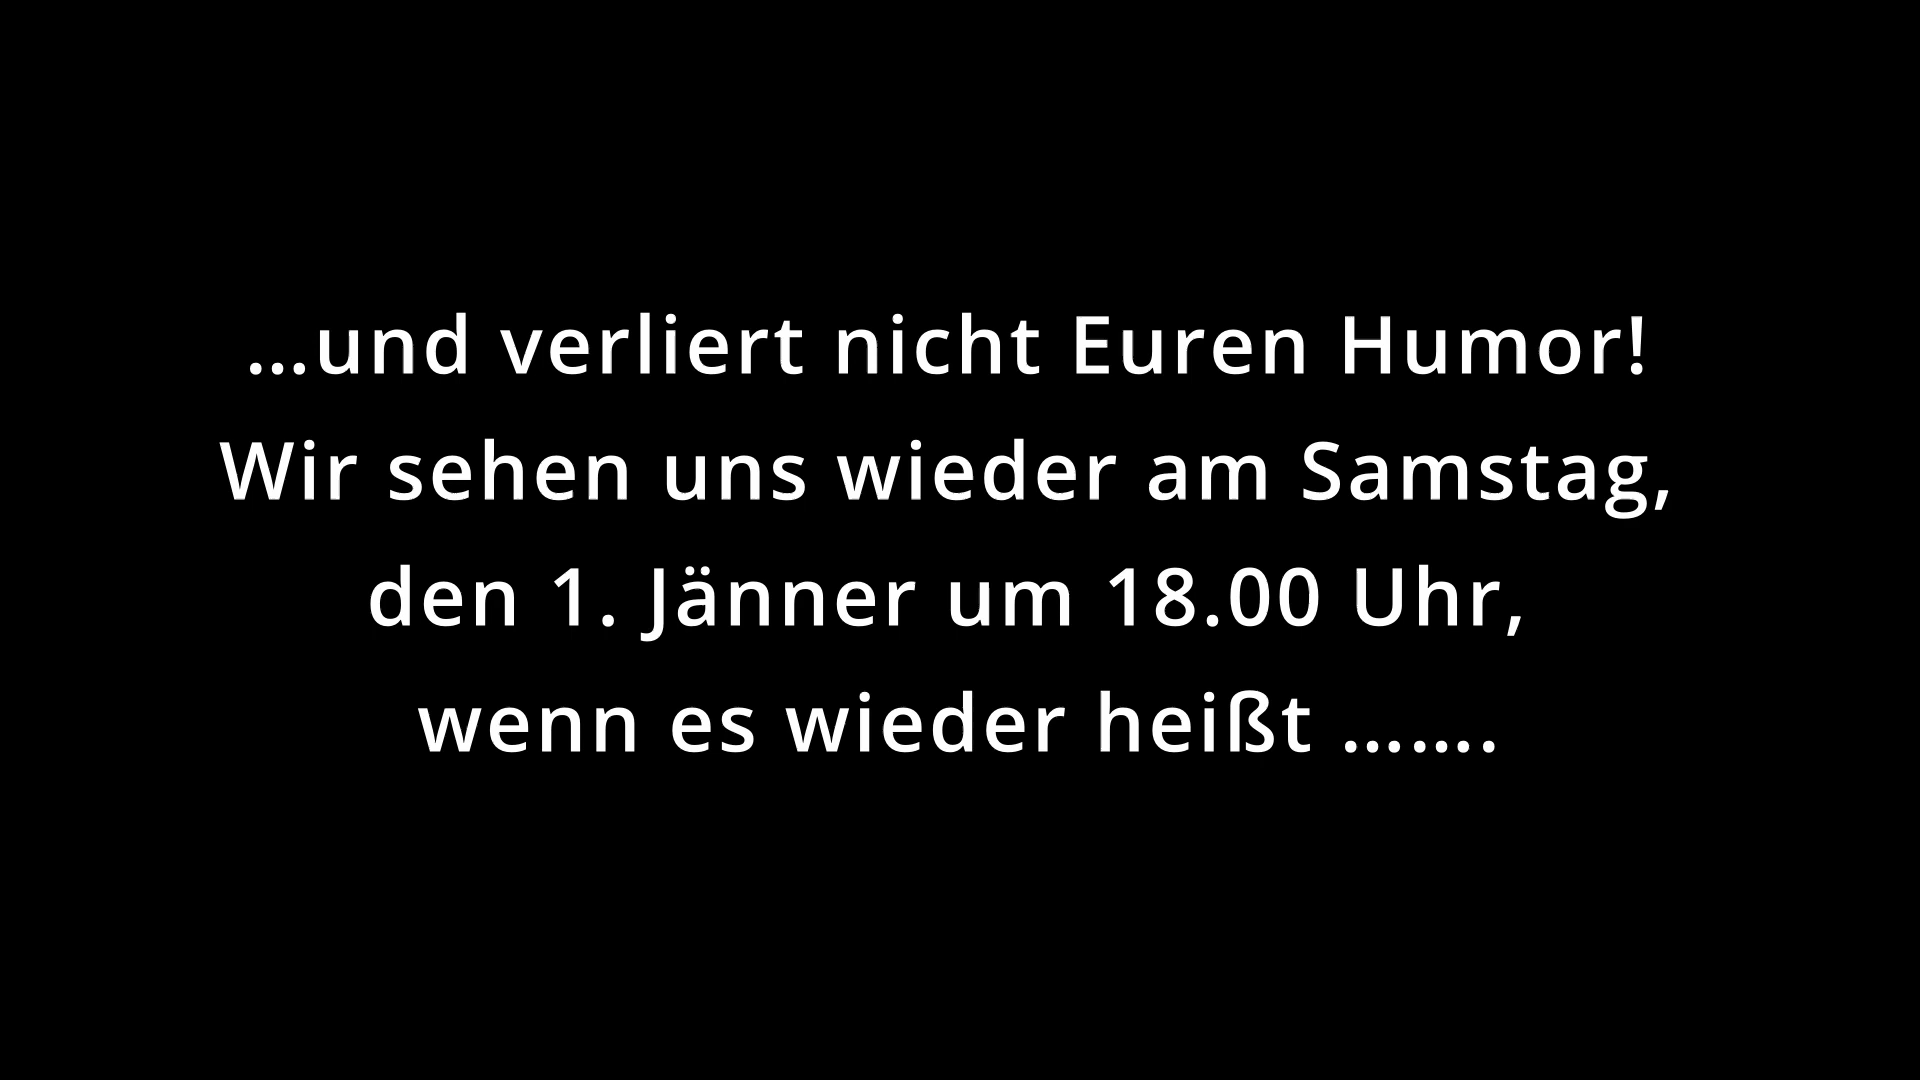 ...und verliert nicht Euren Humor!
Wir sehen uns wieder am Samstag,
den 1. Jänner um 18.00 Uhr,
wenn es wieder heißt .......